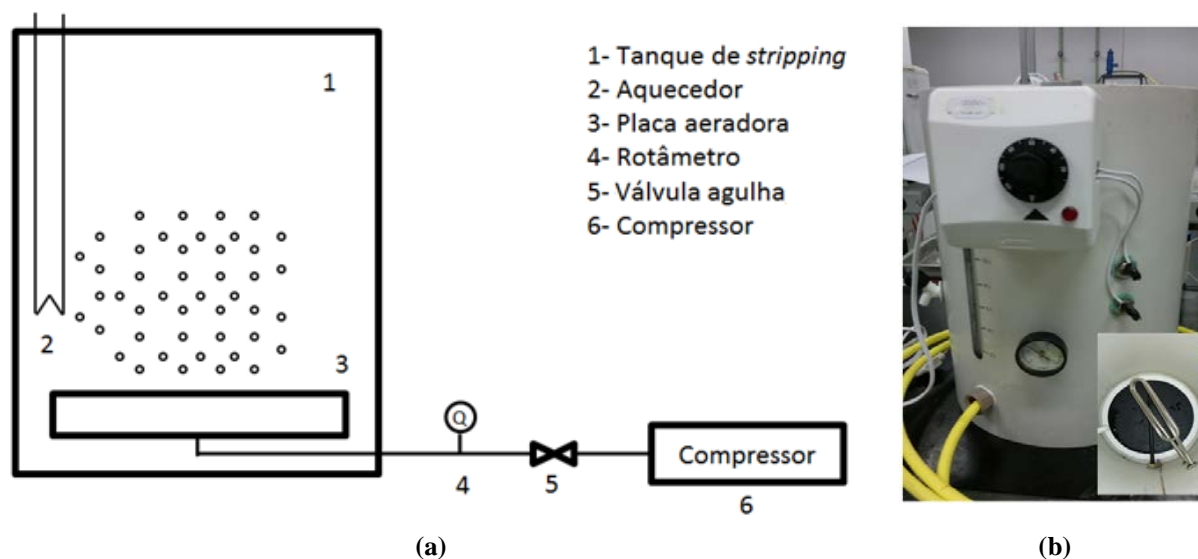 1
1- Tanque de stripping
2- Aquecedor
3- Placa aeradora
4- Rotâmetro
5- Válvula agulha
6- Compressor
2
3
Q
Compressor
4
5
6
(a)
(b)